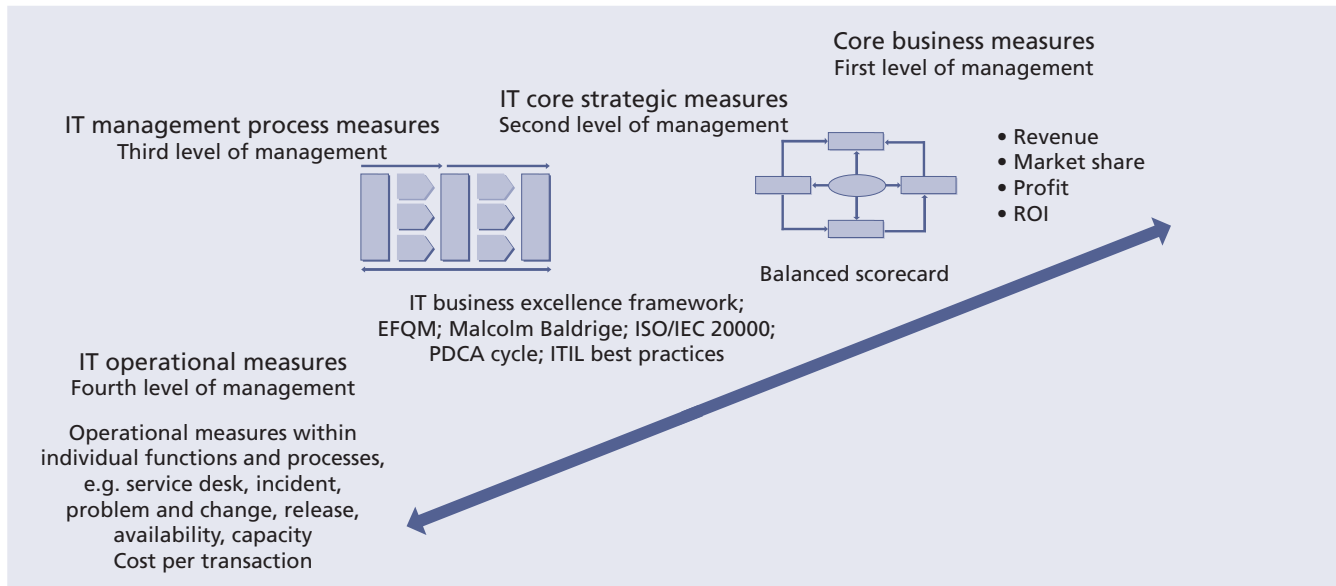 Core business measures
First level of management
• Revenue
• Market share
• Profit
• ROI
IT core strategic measures
Second level of management
Balanced scorecard
IT management process measures
Third level of management
IT business excellence framework;
EFQM; Malcolm Baldrige; ISO/IEC 20000;
PDCA cycle; ITIL best practices
IT operational measures
Fourth level of management
Operational measures within
individual functions and processes,
e.g. service desk, incident,
problem and change, release,
availability, capacity
Cost per transaction